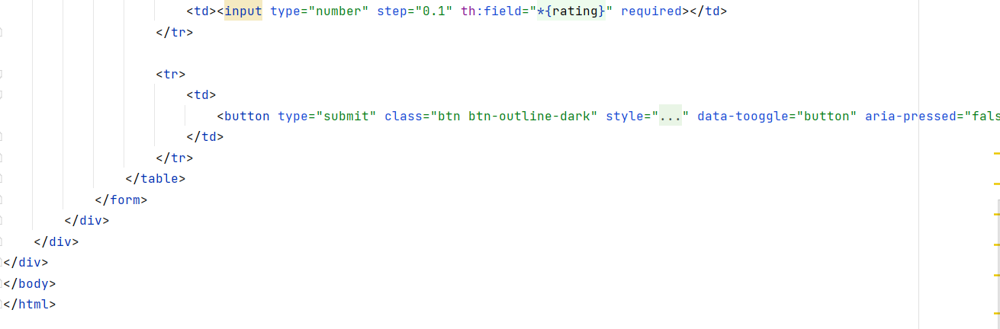 <td><input type="number" step="0.1" th:field="*{rating}" required></td>
</tr>
<tr>
<td>
<button type="submit" class="btn btn-outline-dark" style="..." data-tooggle="button" aria-pressed="fals
</td>
</tr>
</table>
</form>
</div>
</div>
</div>
</body>
</html>